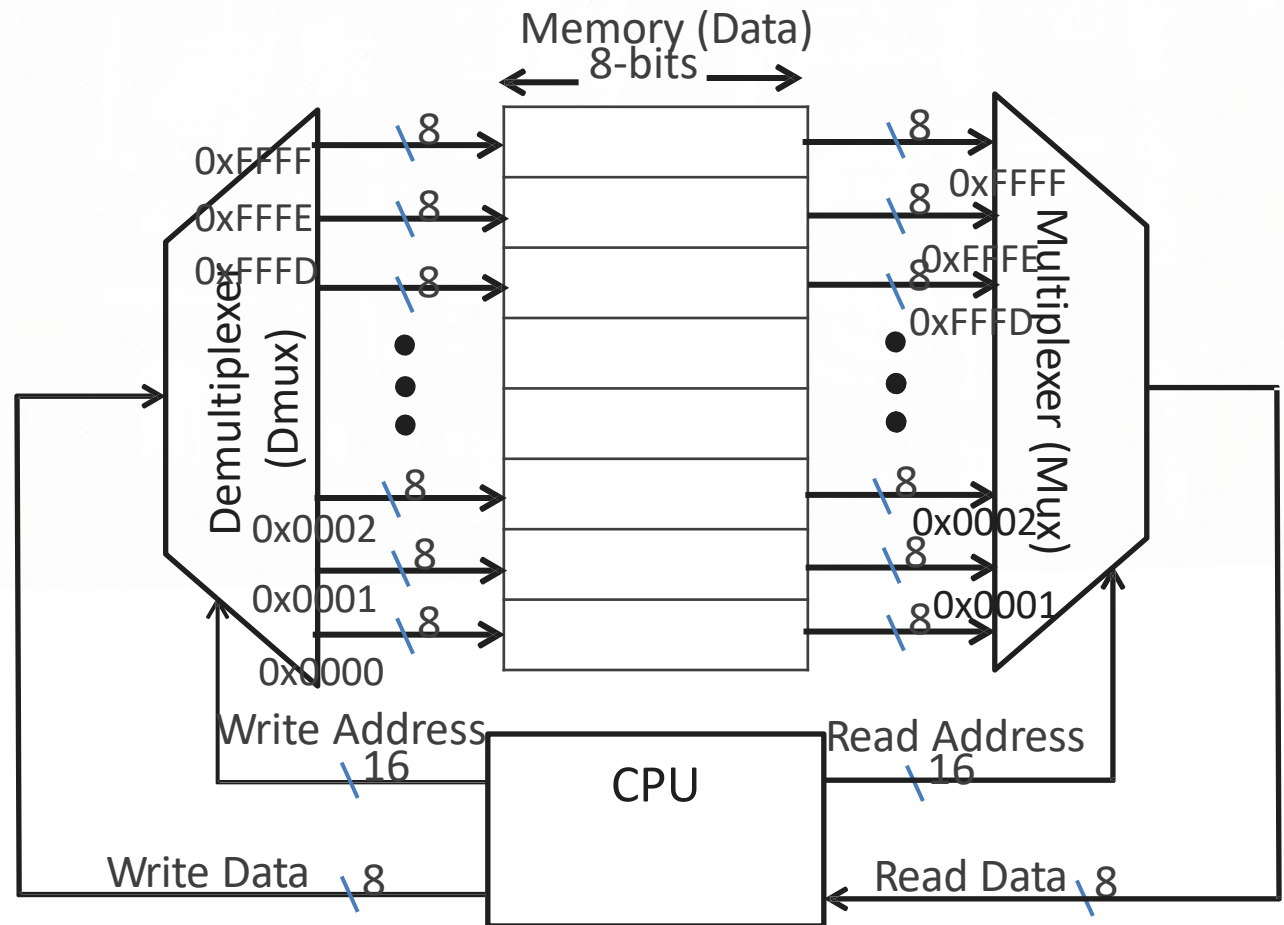 Memory (Data)
8-bits
8
8
0xFFFF
0xFFFF
8
8
0xFFFE
0xFFFE
8
8
0xFFFD
0xFFFD
Demultiplexer
(Dmux)
Multiplexer (Mux)
8
8
0x0002
0x0002
8
8
0x0001
0x0001
8
8
0x0000
Write Address
16
CPU
Read Address
16
Write Data
8
Read Data
8